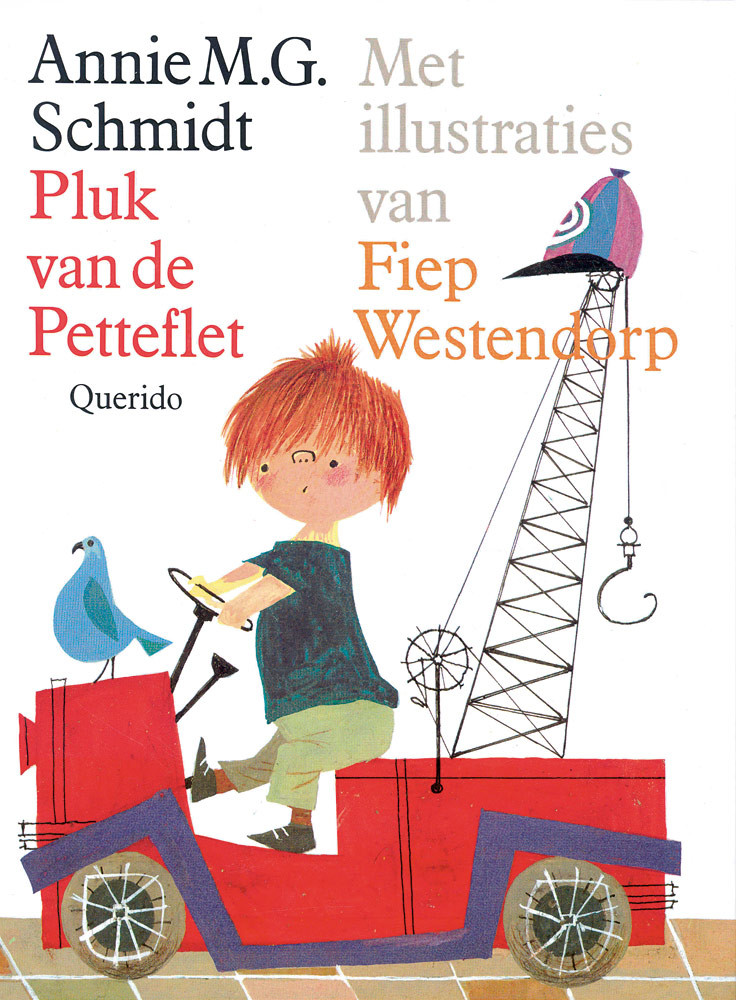 Annie M.G.
Schmidt
Pluk
van de
Petteflet
Querido
Met
illustraties
van
Fiep
Westendorp